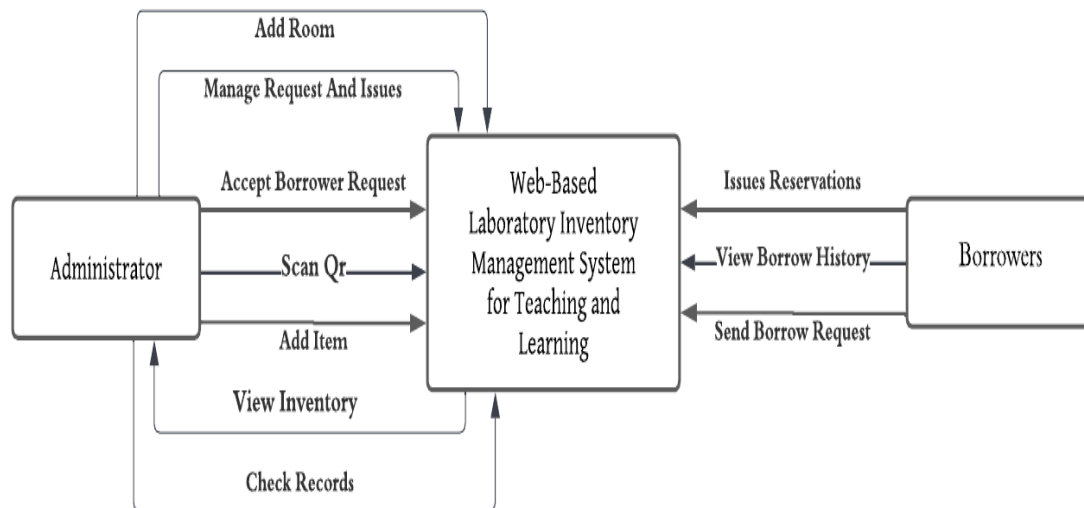 Add Room
Manage Request And Issues
Accept Borrower Request
Scan Qr
Add Item
View Inventory
Check Records
Administrator
Web-Based
Laboratory Inventory
Management System
for Teaching and
Learning
Issues Reservations
View Borrow History
Send Borrow Request
Borrowers